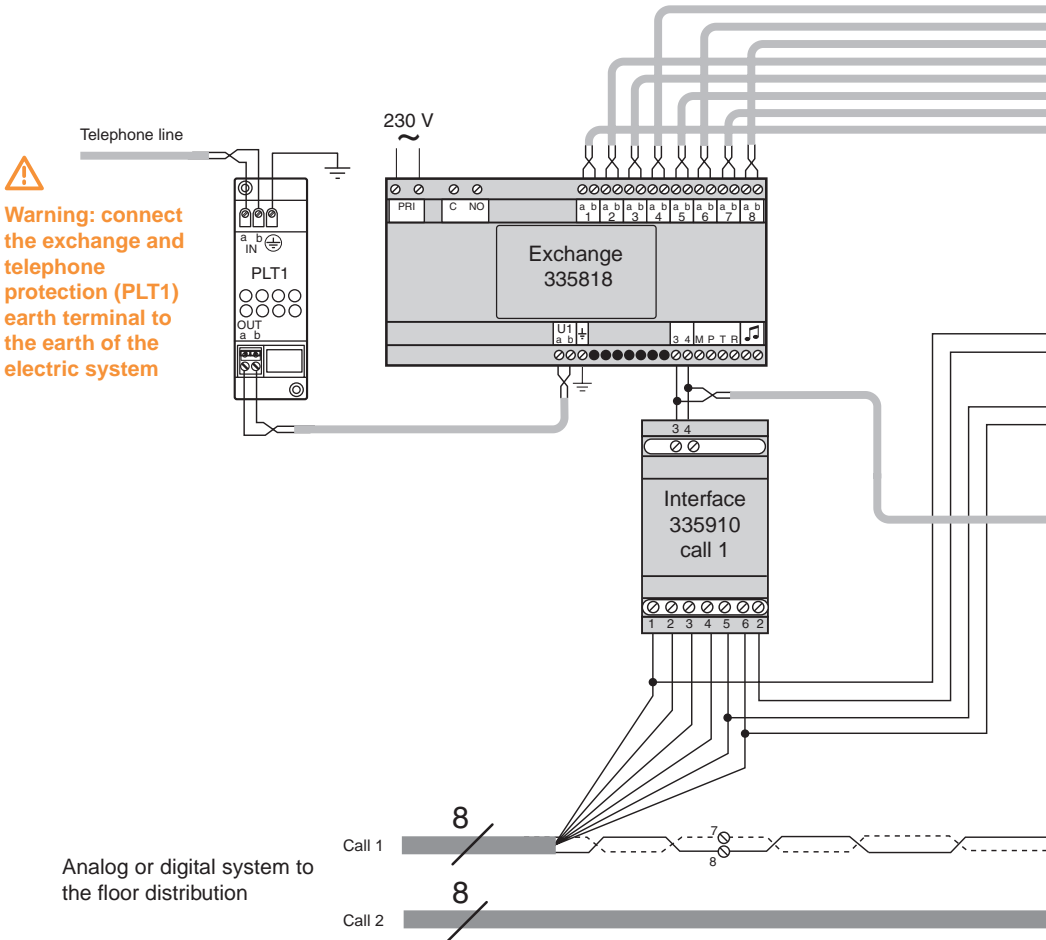 Telephone line
230 V
~
Warning: connect
the exchange and
telephone
protection (PLT1)
earth terminal to
the earth of the
electric system
a b
IN
PLT1
OUT
a b
PRI
C NO
a b a b a b a b a b a b a b a b
1 2 3 4 5 6 7 8
Exchange
335818
U1
a b
3 4 M P T R
3 4
Interface
335910
call 1
1 2 3 4 5 6 2
8
Call 1
7
8
Analog or digital system to
the floor distribution
8
Call 2